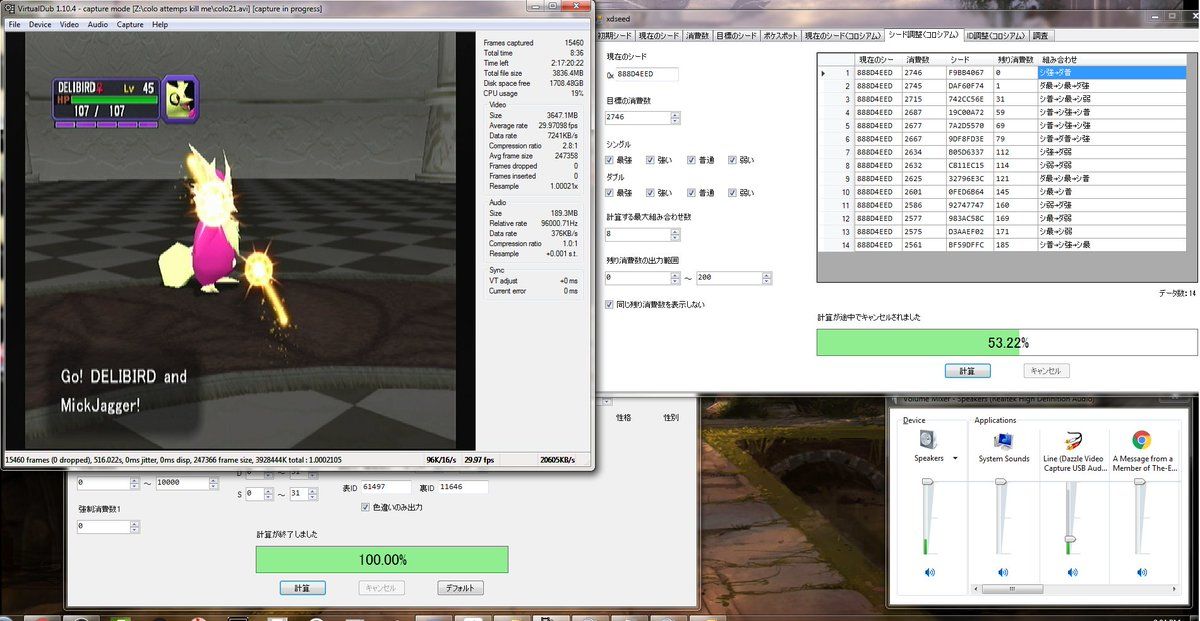 VirtualDub 1.10.4 - capture mode [Z:\colo attemps kill me\colo21.avi] [capture in progress]
File Device Video Audio Capture Help
DELIBIRD♀ Lv 45
HP
107 / 107
Go! DELIBIRD and
MickJagger!
Frames captured 15460
Total time 8:36
Time left 2:17:20:22
Total file size 3836.4MB
Disk space free 1708.48GB
CPU usage 19%
Video
Size 3647.1MB
Average rate 29.97098 fps
Data rate 7241KB/s
Compression ratio 2.8:1
Avg frame size 247358
Frames dropped 0
Frames inserted 0
Resample 1.00021x
Audio
Size 189.3MB
Relative rate 96000.71Hz
Data rate 376KB/s
Compression ratio 1.0:1
Resample +0.001 s.t.
Sync
VT adjust +0 ms
Current error 0 ms
15460 frames (0 dropped), 516.022s, 0ms jitter, 0ms disp, 247366 frame size, 3928444K total : 1.0002105
96K/16/s 29.97 fps 20605KB/s
xdseed
初期シード 現在のシード 消費数 目標のシード ポケスポット 現在のシード(コロシアム) シード調整(コロシアム) ID調整(コロシアム) 調査
現在のシード
0x 888D4EED
目標の消費数
2746
シングル
最強 強い 普通 弱い
ダブル
最強 強い 普通 弱い
計算する最大組み合わせ数
8
残り消費数の出力範囲
0 ～ 200
同じ残り消費数を表示しない
現在のシー 消費数 シード 残り消費数 組み合わせ
1 888D4EED 2746 F9BB4067 0 シ強→ダ普
2 888D4EED 2745 DAF60F74 1 ダ最→シ最→ダ強
3 888D4EED 2715 742CC56E 31 シ普→シ最→シ弱
4 888D4EED 2687 19C00A72 59 シ普→シ強→シ普
5 888D4EED 2677 7A2D5570 69 シ強→シ強→シ強
6 888D4EED 2667 9DF8FD3E 79 シ普→ダ普→シ強
7 888D4EED 2634 805D6337 112 シ強→ダ弱
8 888D4EED 2632 C811EC15 114 シ弱→ダ弱
9 888D4EED 2625 32796E3C 121 ダ最→シ最→シ普
10 888D4EED 2601 0FED6B64 145 シ最→シ普
11 888D4EED 2586 92747747 160 シ弱→ダ強
12 888D4EED 2577 983AC58C 169 シ最→ダ弱
13 888D4EED 2575 D3AAEF02 171 シ最→シ弱
14 888D4EED 2561 BF59DFFC 185 シ普→シ強→シ最
データ数: 14
計算が途中でキャンセルされました
53.22%
計算 キャンセル
性格 性別
0 ～ 10000
S 0 ～ 31
表ID 61497 裏ID 11646
強制消費数1
0
色違いのみ出力
計算が終了しました
100.00%
計算 キャンセル デフォルト
Volume Mixer - Speakers (Realtek High Definition Audio)
Device Applications
Speakers
System Sounds
Line (Dazzle Video Capture USB Aud...
A Message from a Member of The-E...